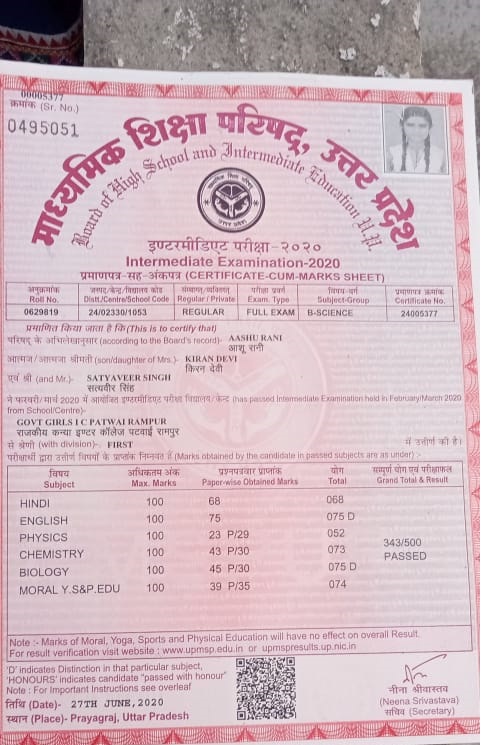 00005377
क्रमांक (Sr. No.)
0495051
माध्यमिक शिक्षा परिषद्, उत्तर प्रदेश
Board of High School and Intermediate Education U.P.
इण्टरमीडिएट परीक्षा-२०२०
Intermediate Examination-2020
प्रमाणपत्र-सह-अंकपत्र (CERTIFICATE-CUM-MARKS SHEET)
अनुक्रमांक जनपद/केन्द्र/विद्यालय कोड संस्थागत/व्यक्तिगत परीक्षा प्रवर्ग विषय-वर्ग प्रमाणपत्र क्रमांक
Roll No. Distt./Centre/School Code Regular / Private Exam. Type Subject-Group Certificate No.
0629819 24/02330/1053 REGULAR FULL EXAM B-SCIENCE 24005377
प्रमाणित किया जाता है कि (This is to certify that)
परिषद् के अभिलेखानुसार (according to the Board's record)- AASHU RANI
आशू रानी
आत्मज/आत्मजा श्रीमती (son/daughter of Mrs.)- KIRAN DEVI
किरन देवी
एवं श्री (and Mr.)- SATYAVEER SINGH
सत्यवीर सिंह
ने फरवरी/मार्च 2020 में आयोजित इण्टरमीडिएट परीक्षा विद्यालय/केन्द्र (has passed Intermediate Examination held in February/March 2020
from School/Centre)-
GOVT GIRLS I C PATWAI RAMPUR
राजकीय कन्या इण्टर कॉलेज पटवाई रामपुर
से श्रेणी (with division)- FIRST में उत्तीर्ण की है।
परीक्षार्थी द्वारा उत्तीर्ण विषयों के प्राप्तांक निम्नवत हैं (Marks obtained by the candidate in passed subjects are as under) :-
विषय अधिकतम अंक प्रश्नपत्रवार प्राप्तांक योग सम्पूर्ण योग एवं परीक्षाफल
Subject Max. Marks Paper-wise Obtained Marks Total Grand Total & Result
HINDI 100 68 068
ENGLISH 100 75 075 D
PHYSICS 100 23 P/29 052
343/500
CHEMISTRY 100 43 P/30 073
PASSED
BIOLOGY 100 45 P/30 075 D
MORAL Y.S&P.EDU 100 39 P/35 074
Note :- Marks of Moral, Yoga, Sports and Physical Education will have no effect on overall Result.
For result verification visit website : www.upmsp.edu.in or upmspresults.up.nic.in
'D' indicates Distinction in that particular subject,
'HONOURS' indicates candidate "passed with honour"
Note : For Important Instructions see overleaf
तिथि (Date)- 27TH JUNE,2020
स्थान (Place)- Prayagraj, Uttar Pradesh
नीना श्रीवास्तव
(Neena Srivastava)
सचिव (Secretary)